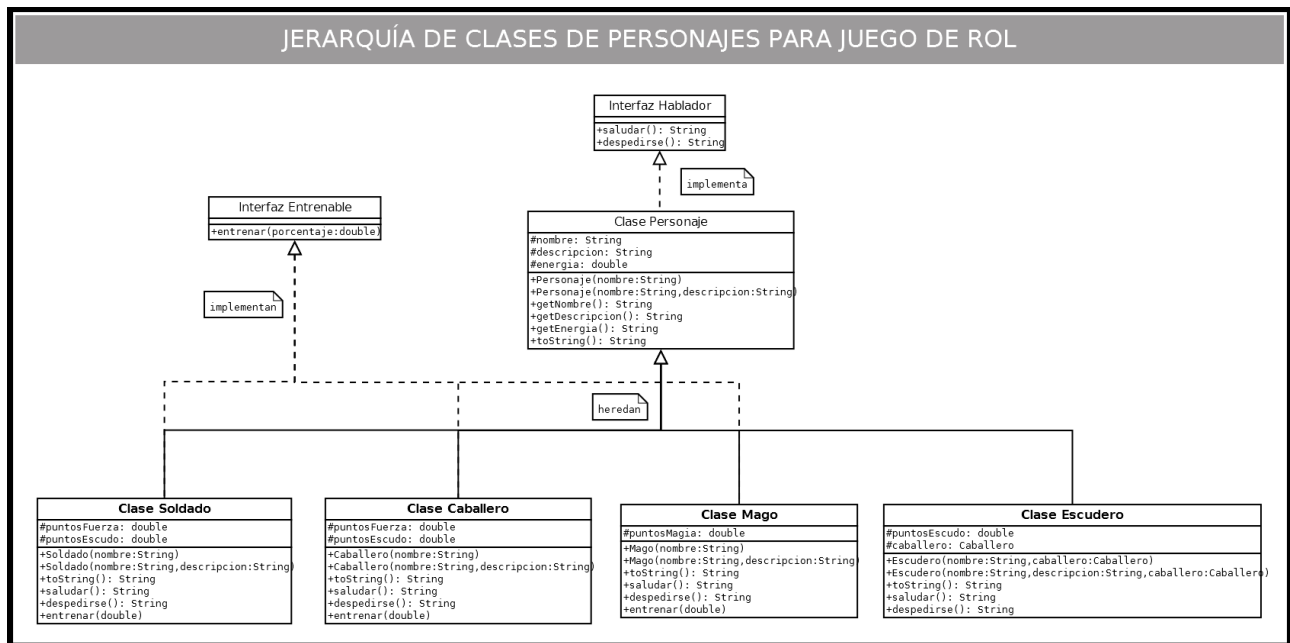 JERARQUÍA DE CLASES DE PERSONAJES PARA JUEGO DE ROL
Interfaz Hablador
+saludar(): String
+despedirse(): String
implementa
Interfaz Entrenable
+entrenar(porcentaje:double)
implementan
Clase Personaje
#nombre: String
#descripcion: String
#energia: double
+Personaje(nombre:String)
+Personaje(nombre:String,descripcion:String)
+getNombre(): String
+getDescripcion(): String
+getEnergia(): String
+toString(): String
heredan
Clase Soldado
#puntosFuerza: double
#puntosEscudo: double
+Soldado(nombre:String)
+Soldado(nombre:String,descripcion:String)
+toString(): String
+saludar(): String
+despedirse(): String
+entrenar(double)
Clase Caballero
#puntosFuerza: double
#puntosEscudo: double
+Caballero(nombre:String)
+Caballero(nombre:String,descripcion:String)
+toString(): String
+saludar(): String
+despedirse(): String
+entrenar(double)
Clase Mago
#puntosMagia: double
+Mago(nombre:String)
+Mago(nombre:String,descripcion:String)
+toString(): String
+saludar(): String
+despedirse(): String
+entrenar(double)
Clase Escudero
#puntosEscudo: double
#caballero: Caballero
+Escudero(nombre:String,caballero:Caballero)
+Escudero(nombre:String,descripcion:String,caballero:Caballero)
+toString(): String
+saludar(): String
+despedirse(): String